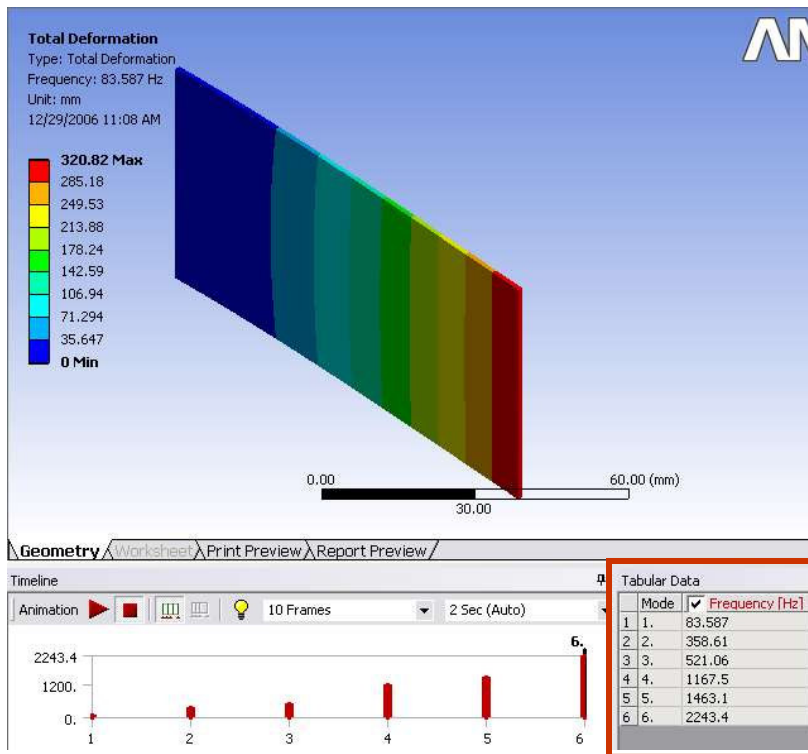 Total Deformation
Type: Total Deformation
Frequency: 83.587 Hz
Unit: mm
12/29/2006 11:08 AM
320.82 Max
285.18
249.53
213.88
178.24
142.59
106.94
71.294
35.647
0 Min
0.00 60.00 (mm)
30.00
Geometry Worksheet Print Preview Report Preview
Timeline
Animation 10 Frames 2 Sec (Auto)
6.
2243.4
1200.
0.
1 2 3 4 5 6
Tabular Data
Mode Frequency [Hz]
1 1. 83.587
2 2. 358.61
3 3. 521.06
4 4. 1167.5
5 5. 1463.1
6 6. 2243.4